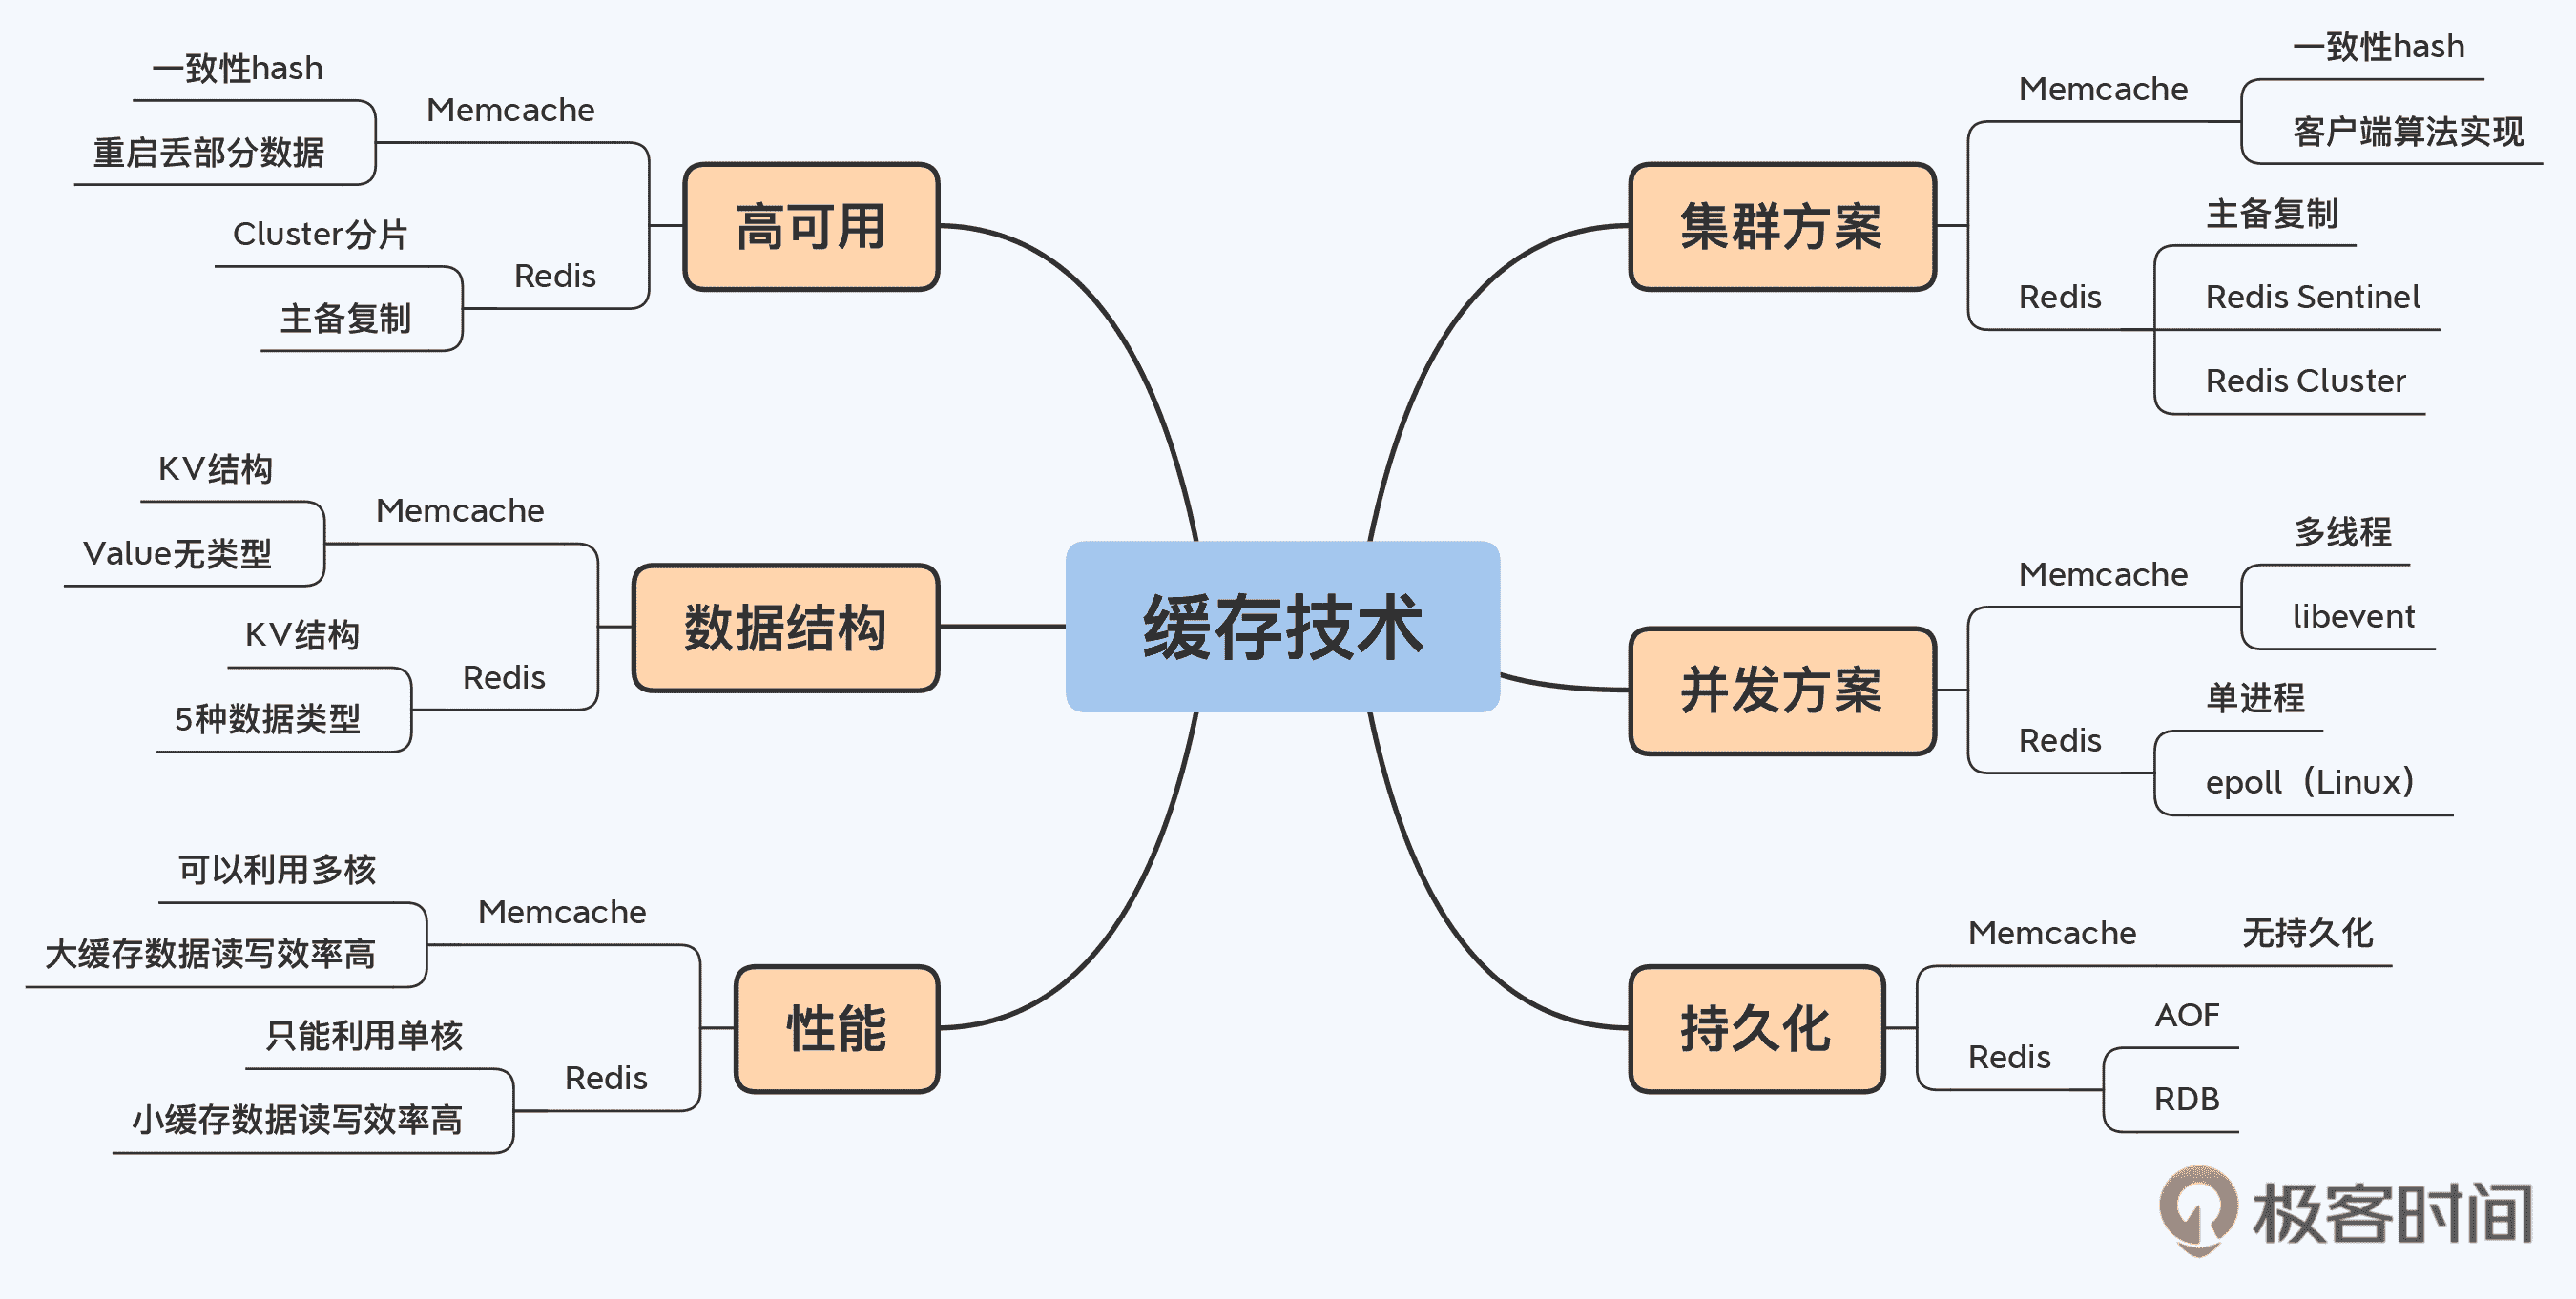 缓存技术
高可用
Memcache
一致性hash
重启丢部分数据
Redis
Cluster分片
主备复制
数据结构
Memcache
KV结构
Value无类型
Redis
KV结构
5种数据类型
性能
Memcache
可以利用多核
大缓存数据读写效率高
Redis
只能利用单核
小缓存数据读写效率高
集群方案
Memcache
一致性hash
客户端算法实现
Redis
主备复制
Redis Sentinel
Redis Cluster
并发方案
Memcache
多线程
libevent
Redis
单进程
epoll（Linux）
持久化
Memcache
无持久化
Redis
AOF
RDB
极客时间